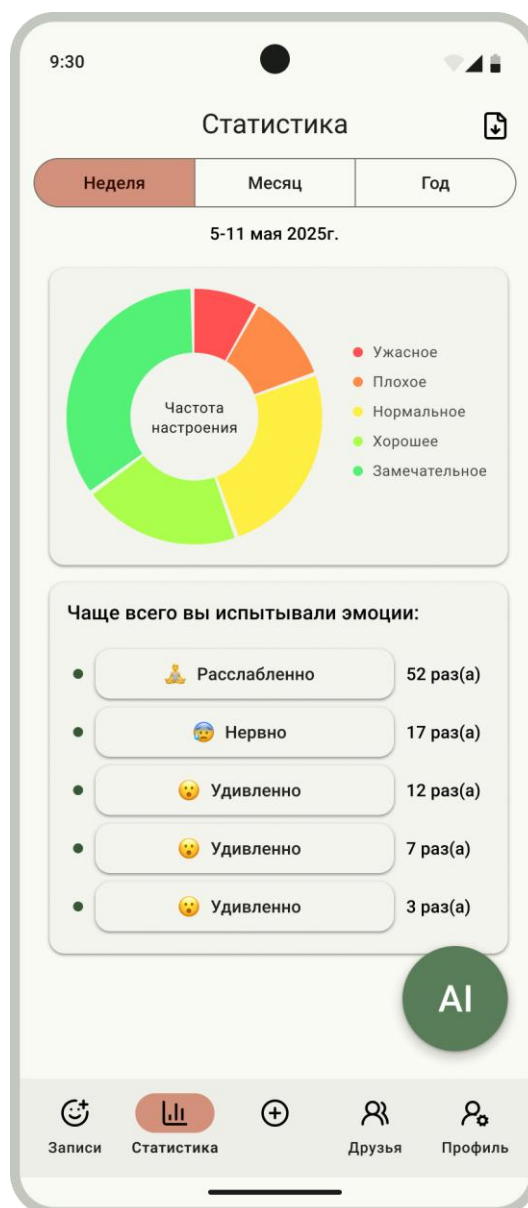 9:30
Статистика
Неделя Месяц Год
5-11 мая 2025г.
Частота
настроения
Ужасное
Плохое
Нормальное
Хорошее
Замечательное
Чаще всего вы испытывали эмоции:
Расслабленно 52 раз(а)
Нервно 17 раз(а)
Удивленно 12 раз(а)
Удивленно 7 раз(а)
Удивленно 3 раз(а)
AI
Записи Статистика Друзья Профиль